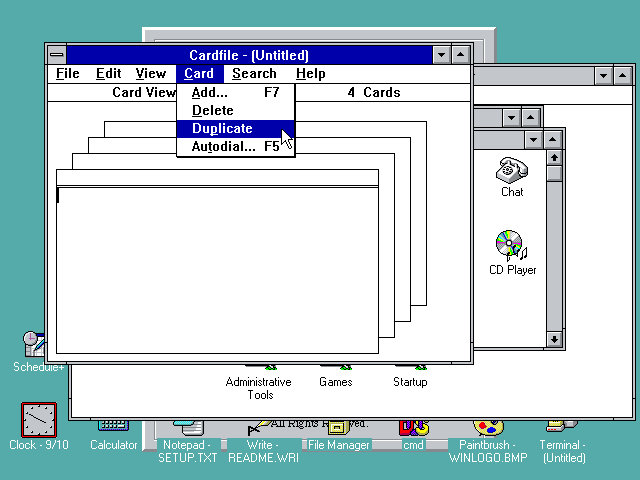 Cardfile - (Untitled)
File Edit View Card Search Help
Card View
4 Cards
Add... F7
Delete
Duplicate
Autodial... F5
Chat
CD Player
Schedule+
Administrative
Tools
Games
Startup
All Rights Reserved.
Clock - 9/10
Calculator
Notepad -
SETUP.TXT
Write -
README.WRI
File Manager
cmd
Paintbrush -
WINLOGO.BMP
Terminal -
(Untitled)